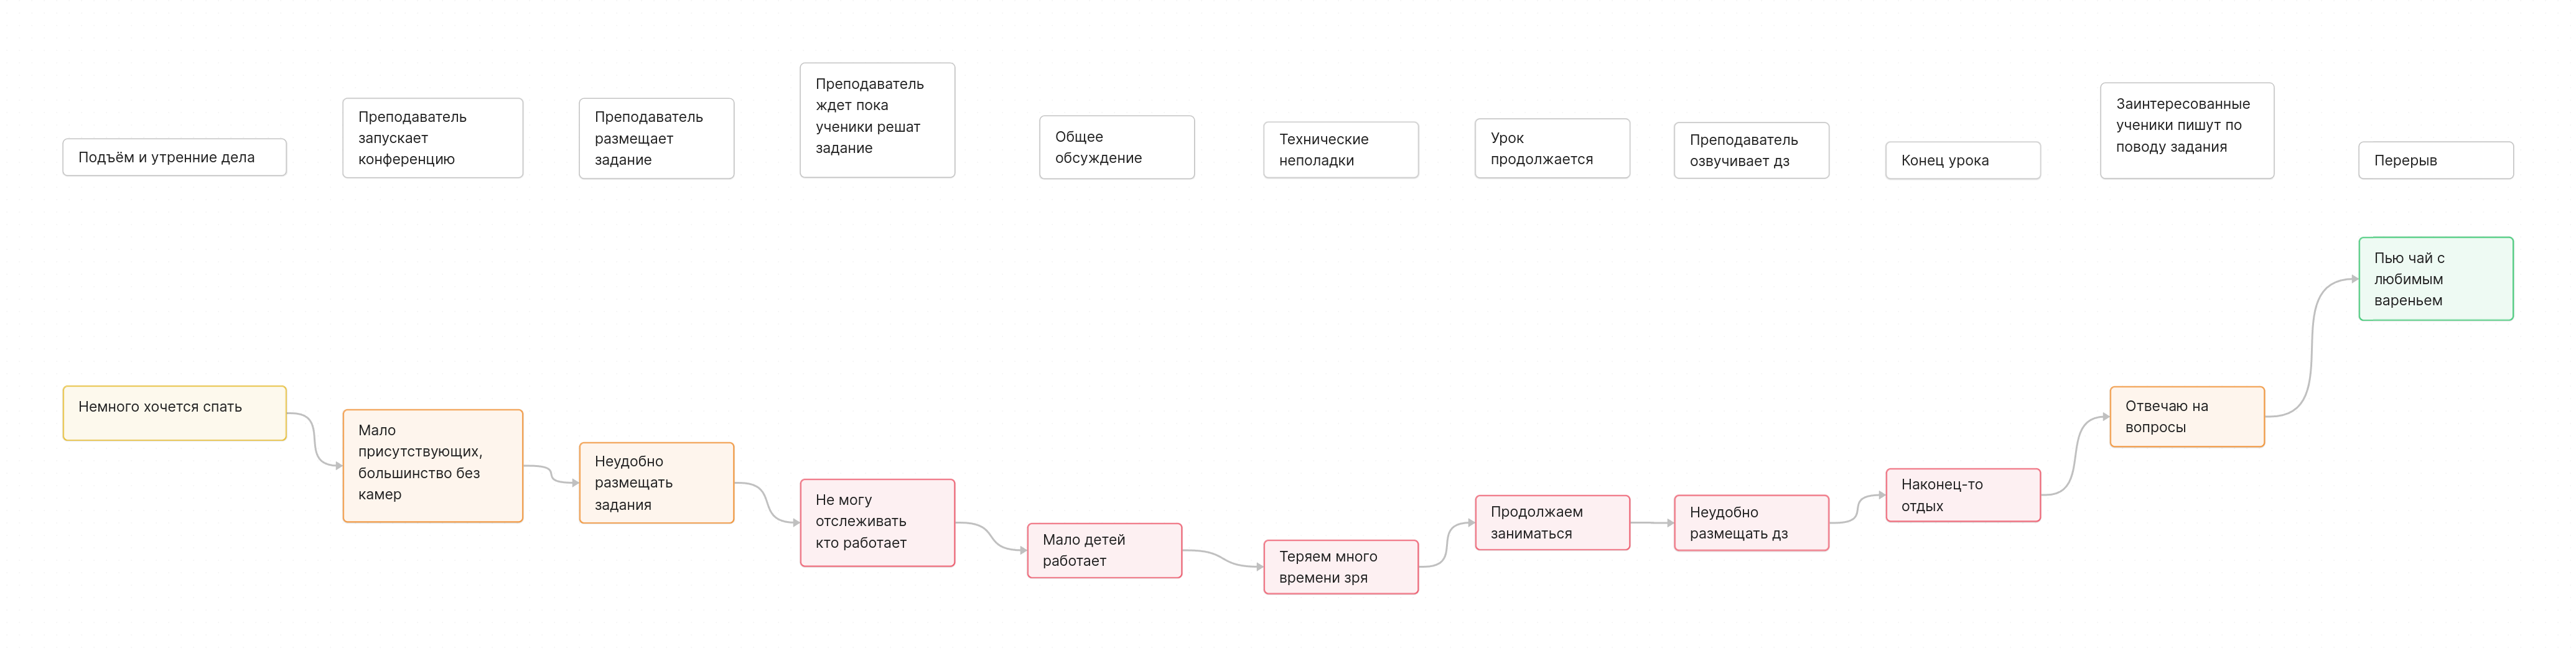 Подъём и утренние дела
Преподаватель
запускает
конференцию
Преподаватель
размещает
задание
Преподаватель
ждет пока
ученики решат
задание
Общее
обсуждение
Технические
неполадки
Урок
продолжается
Преподаватель
озвучивает дз
Конец урока
Заинтересованные
ученики пишут по
поводу задания
Перерыв
Немного хочется спать
Мало
присутствующих,
большинство без
камер
Неудобно
размещать
задания
Не могу
отслеживать
кто работает
Мало детей
работает
Теряем много
времени зря
Продолжаем
заниматься
Неудобно
размещать дз
Наконец-то
отдых
Отвечаю на
вопросы
Пью чай с
любимым
вареньем